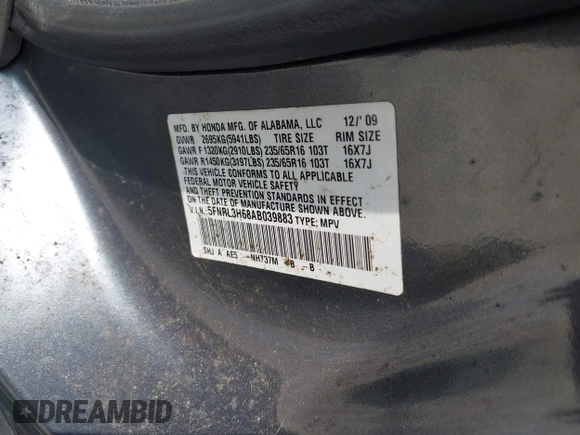 MFD. BY HONDA MFG. OF ALABAMA, LLC 12/'09
GVWR 2695KG(5941LBS) TIRE SIZE RIM SIZE
GAWR F 1320KG(2910LBS) 235/65R16 103T 16X7J
GAWR R1450KG(3197LBS) 235/65R16 103T 16X7J
THIS VEHICLE CONFORMS TO ALL APPLICABLE
FEDERAL MOTOR VEHICLE SAFETY
AND THEFT PREVENTION STANDARDS IN EFFECT
ON THE DATE OF MANUFACTURE SHOWN ABOVE.
V.I.N.: 5FNRL3H68AB039883 TYPE: MPV
SHJ A AE5 -NH737M B -B
DREAMBID